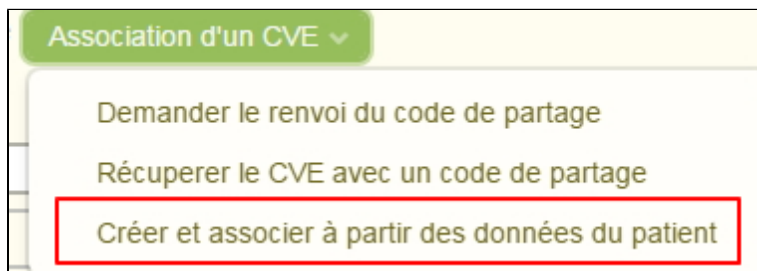 Association d'un CVE
Demander le renvoi du code de partage
Récuperer le CVE avec un code de partage
Créer et associer à partir des données du patient